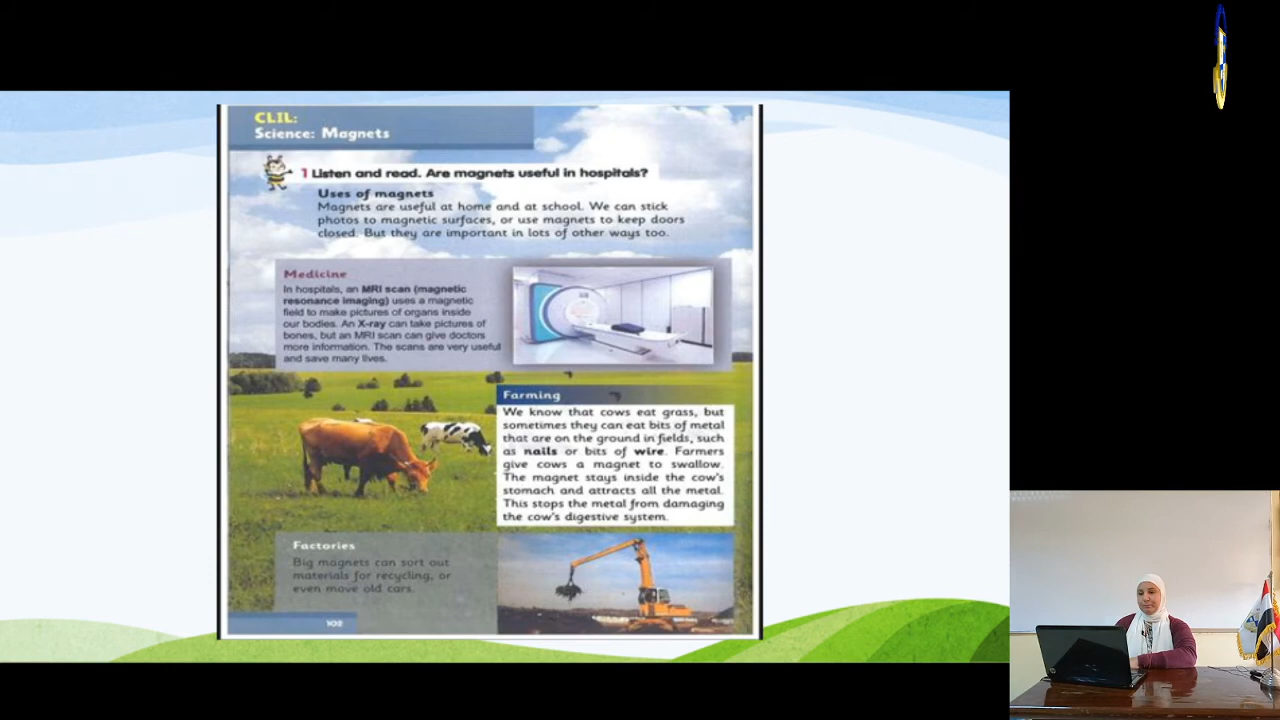 CLIL:
Science: Magnets
1 Listen and read. Are magnets useful in hospitals?
Uses of magnets
Magnets are useful at home and at school. We can stick
photos to magnetic surfaces, or use magnets to keep doors
closed. But they are important in lots of other ways too.
Medicine
In hospitals, an MRI scan (magnetic
resonance imaging) uses a magnetic
field to make pictures of organs inside
our bodies. An X-ray can take pictures of
bones, but an MRI scan can give doctors
more information. The scans are very useful
and save many lives.
Farming
We know that cows eat grass, but
sometimes they can eat bits of metal
that are on the ground in fields, such
as nails or bits of wire. Farmers
give cows a magnet to swallow.
The magnet stays inside the cow's
stomach and attracts all the metal.
This stops the metal from damaging
the cow's digestive system.
Factories
Big magnets can sort out
materials for recycling, or
even move old cars.
102